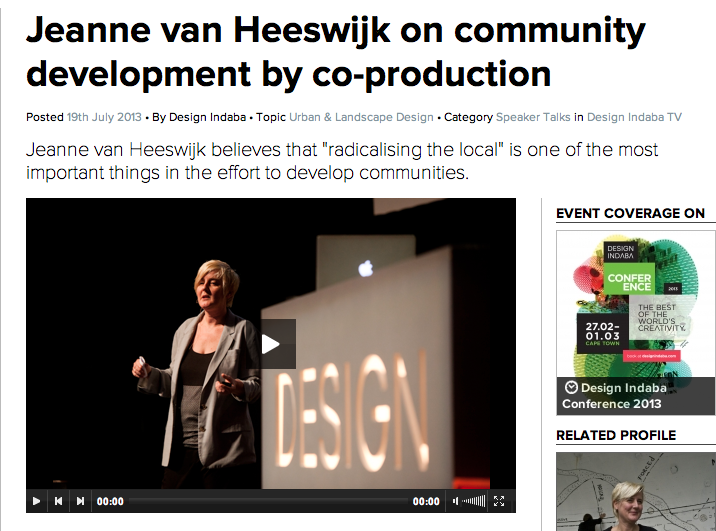 Jeanne van Heeswijk on community
development by co-production
Posted 19th July 2013 • By Design Indaba • Topic Urban & Landscape Design • Category Speaker Talks in Design Indaba TV
Jeanne van Heeswijk believes that "radicalising the local" is one of the most
important things in the effort to develop communities.
DESIGN
00:00
00:00
EVENT COVERAGE ON
DESIGN
INDABA
CONFER
ENCE
2013
THE BEST
OF THE
WORLD'S
CREATIVITY.
27.02–
01.03
CAPE TOWN
Design Indaba
Conference 2013
RELATED PROFILE